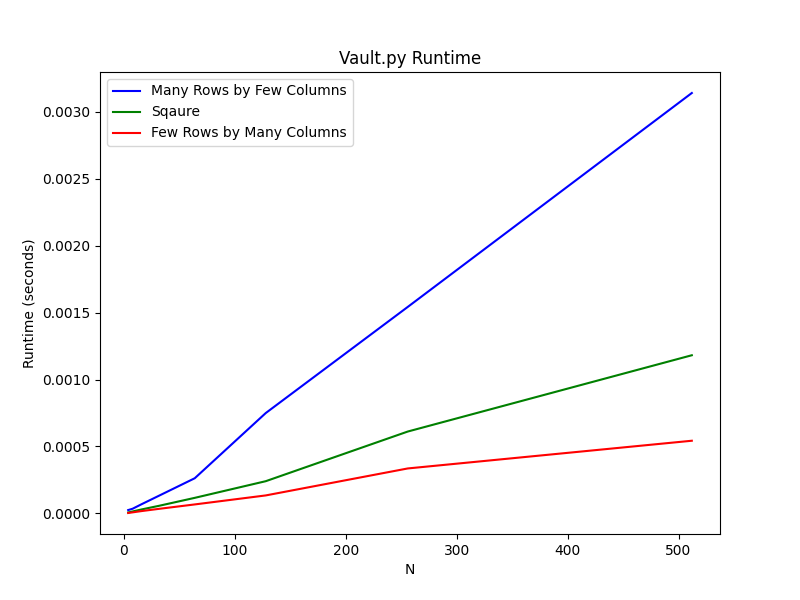 Vault.py Runtime
Many Rows by Few Columns
Sqaure
Few Rows by Many Columns
Runtime (seconds)
0.0030
0.0025
0.0020
0.0015
0.0010
0.0005
0.0000
0 100 200 300 400 500
N